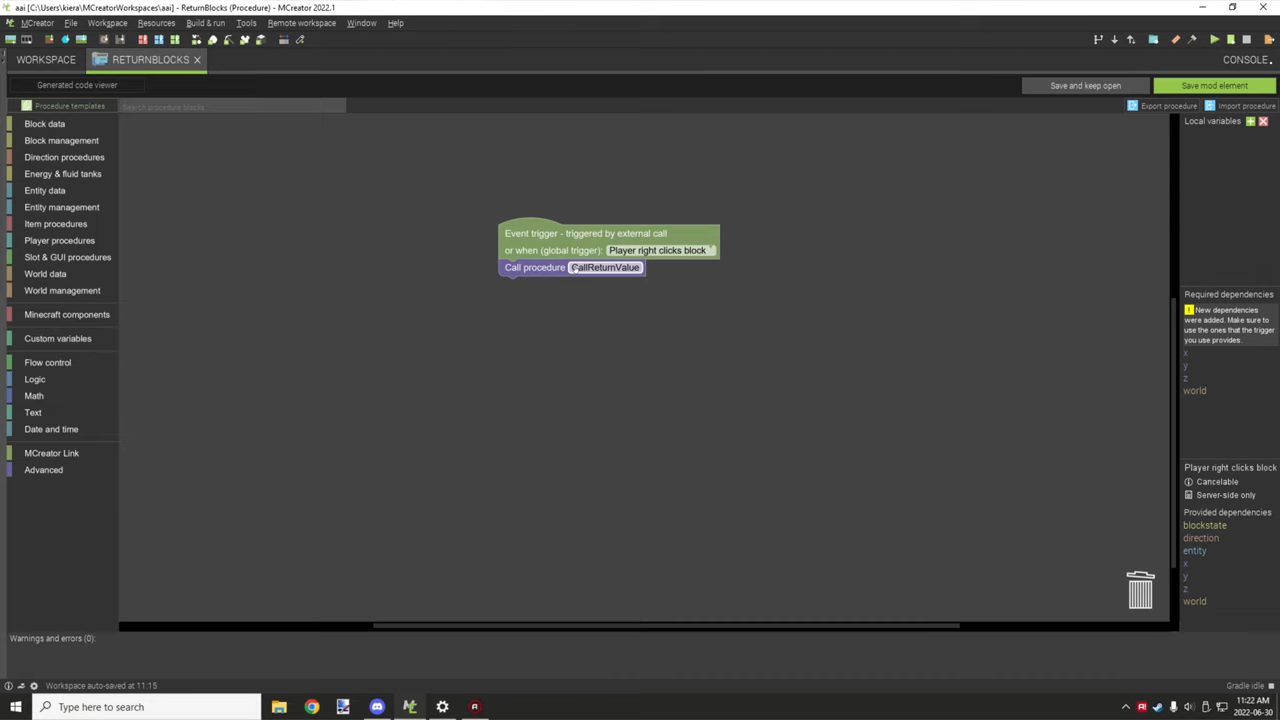 aai [C:\Users\kiera\MCreatorWorkspaces\aai] - ReturnBlocks (Procedure) - MCreator 2022.1
MCreator File Workspace Resources Build & run Tools Remote workspace Window Help
WORKSPACE RETURNBLOCKS CONSOLE
Generated code viewer Save and keep open Save mod element
Procedure templates Search procedure blocks Export procedure Import procedure
Local variables
Block data
Block management
Direction procedures
Energy & fluid tanks
Entity data
Entity management
Item procedures
Player procedures
Slot & GUI procedures
World data
World management
Minecraft components
Custom variables
Flow control
Logic
Math
Text
Date and time
MCreator Link
Advanced
Event trigger - triggered by external call
or when (global trigger): Player right clicks block
Call procedure CallReturnValue
Required dependencies
! New dependencies
were added. Make sure to
use the ones that the trigger
you use provides.
x
y
z
world
Player right clicks block
Cancelable
Server-side only
Provided dependencies
blockstate
direction
entity
x
y
z
world
Warnings and errors (0):
Workspace auto-saved at 11:15 Gradle idle
Type here to search
11:22 AM
2022-06-30